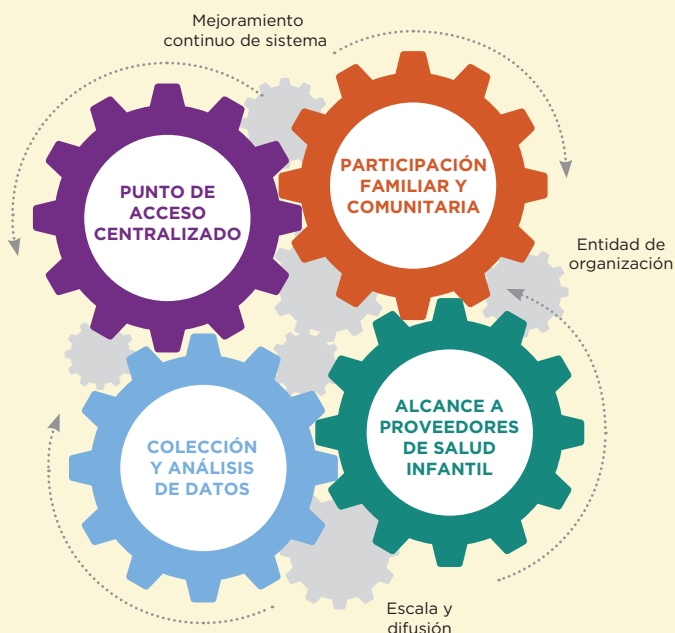 Mejoramiento
continuo de sistema
PUNTO DE
ACCESO
CENTRALIZADO
PARTICIPACIÓN
FAMILIAR Y
COMUNITARIA
Entidad de
organización
COLECCIÓN
Y ANÁLISIS
DE DATOS
ALCANCE A
PROVEEDORES
DE SALUD
INFANTIL
Escala y
difusión